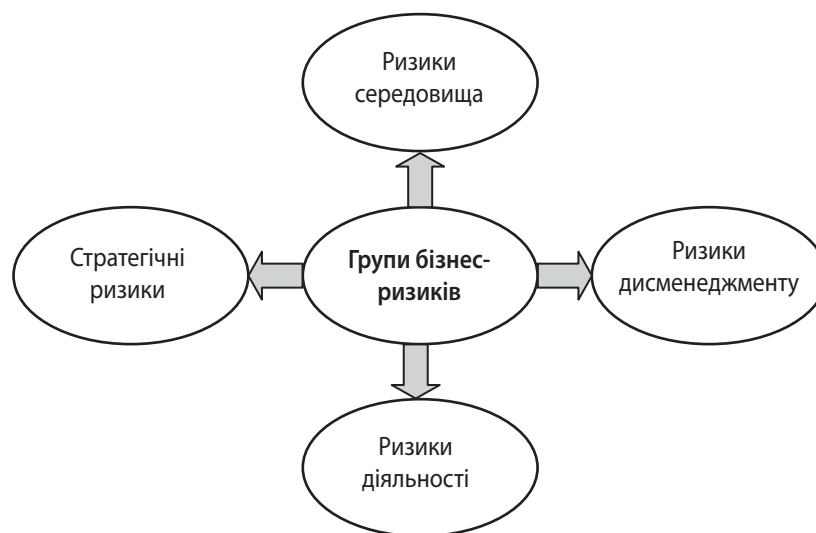 Ризики
середовища
Стратегічні
ризики
Групи бізнес-
ризиків
Ризики
дисменеджменту
Ризики
діяльності